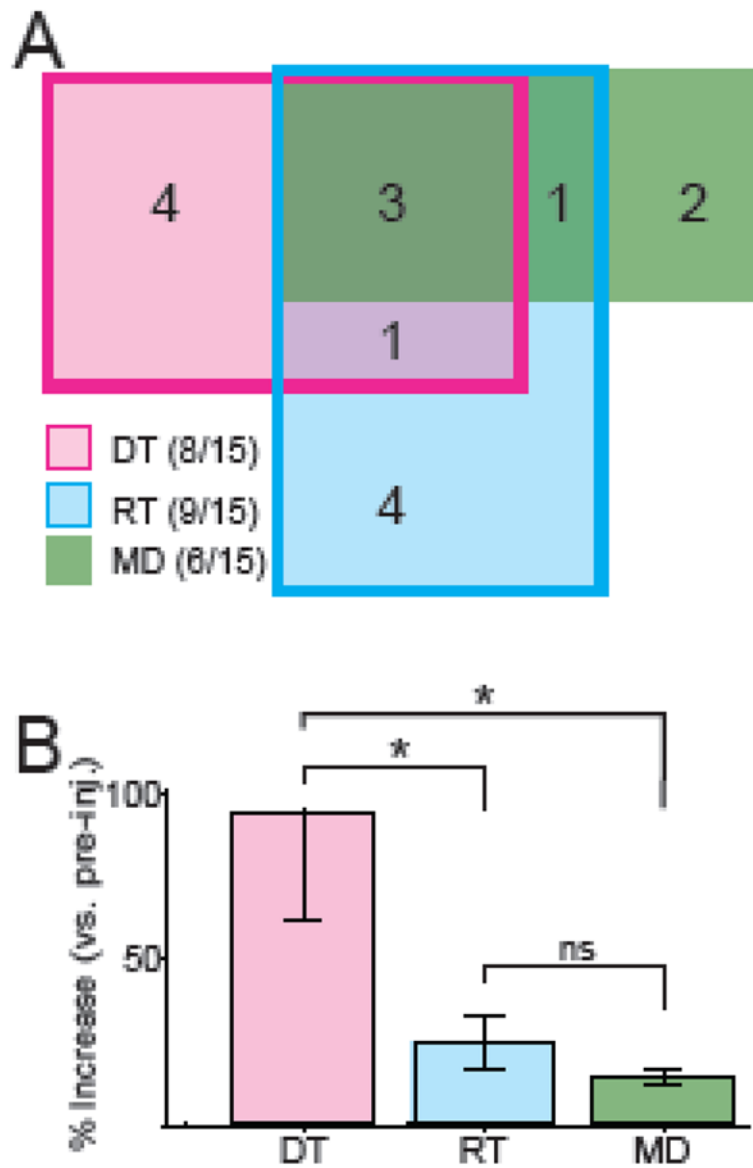 A
4
3
1
2
1
4
DT (8/15)
RT (9/15)
MD (6/15)
B
% Increase (vs. pre-inj.)
100
50
*
*
ns
DT
RT
MD